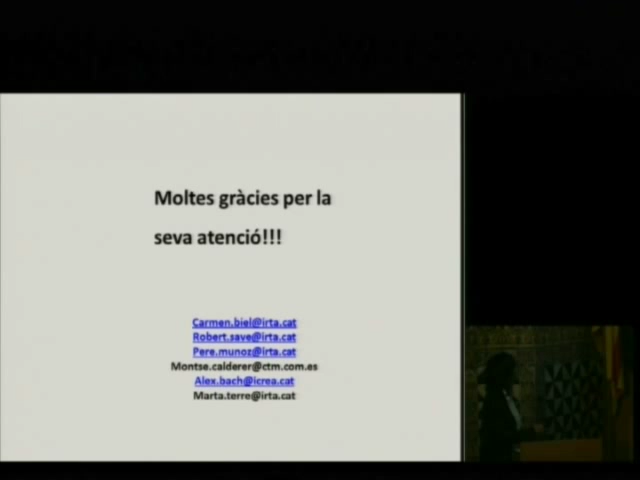 Moltes gràcies per la
seva atenció!!!
Carmen.biel@irta.cat
Robert.save@irta.cat
Pere.munoz@irta.cat
Montse.calderer@ctm.com.es
Alex.bach@icrea.cat
Marta.terre@irta.cat